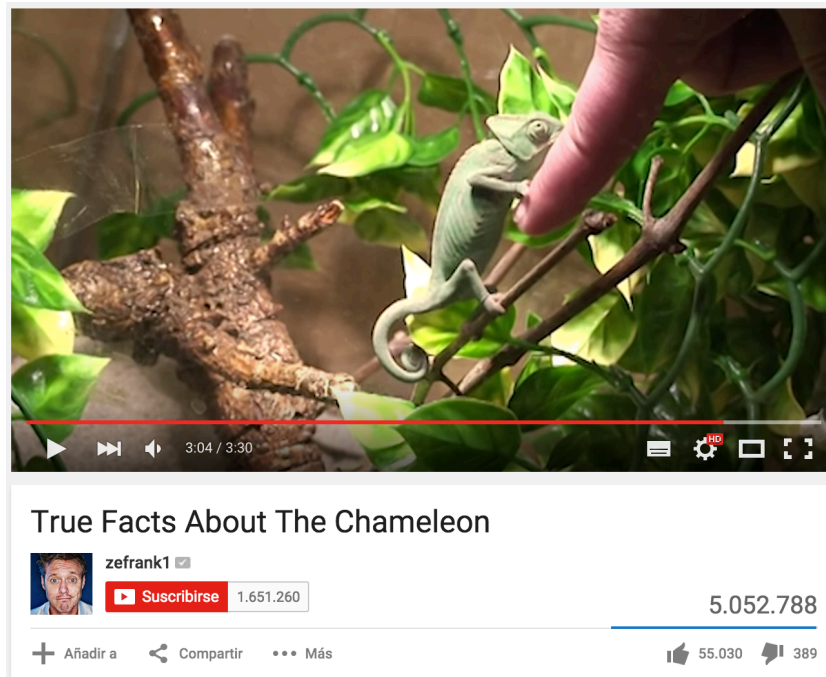 3:04 / 3:30
HD
True Facts About The Chameleon
zefrank1
Suscribirse 1.651.260
5.052.788
Añadir a Compartir Más 55.030 389